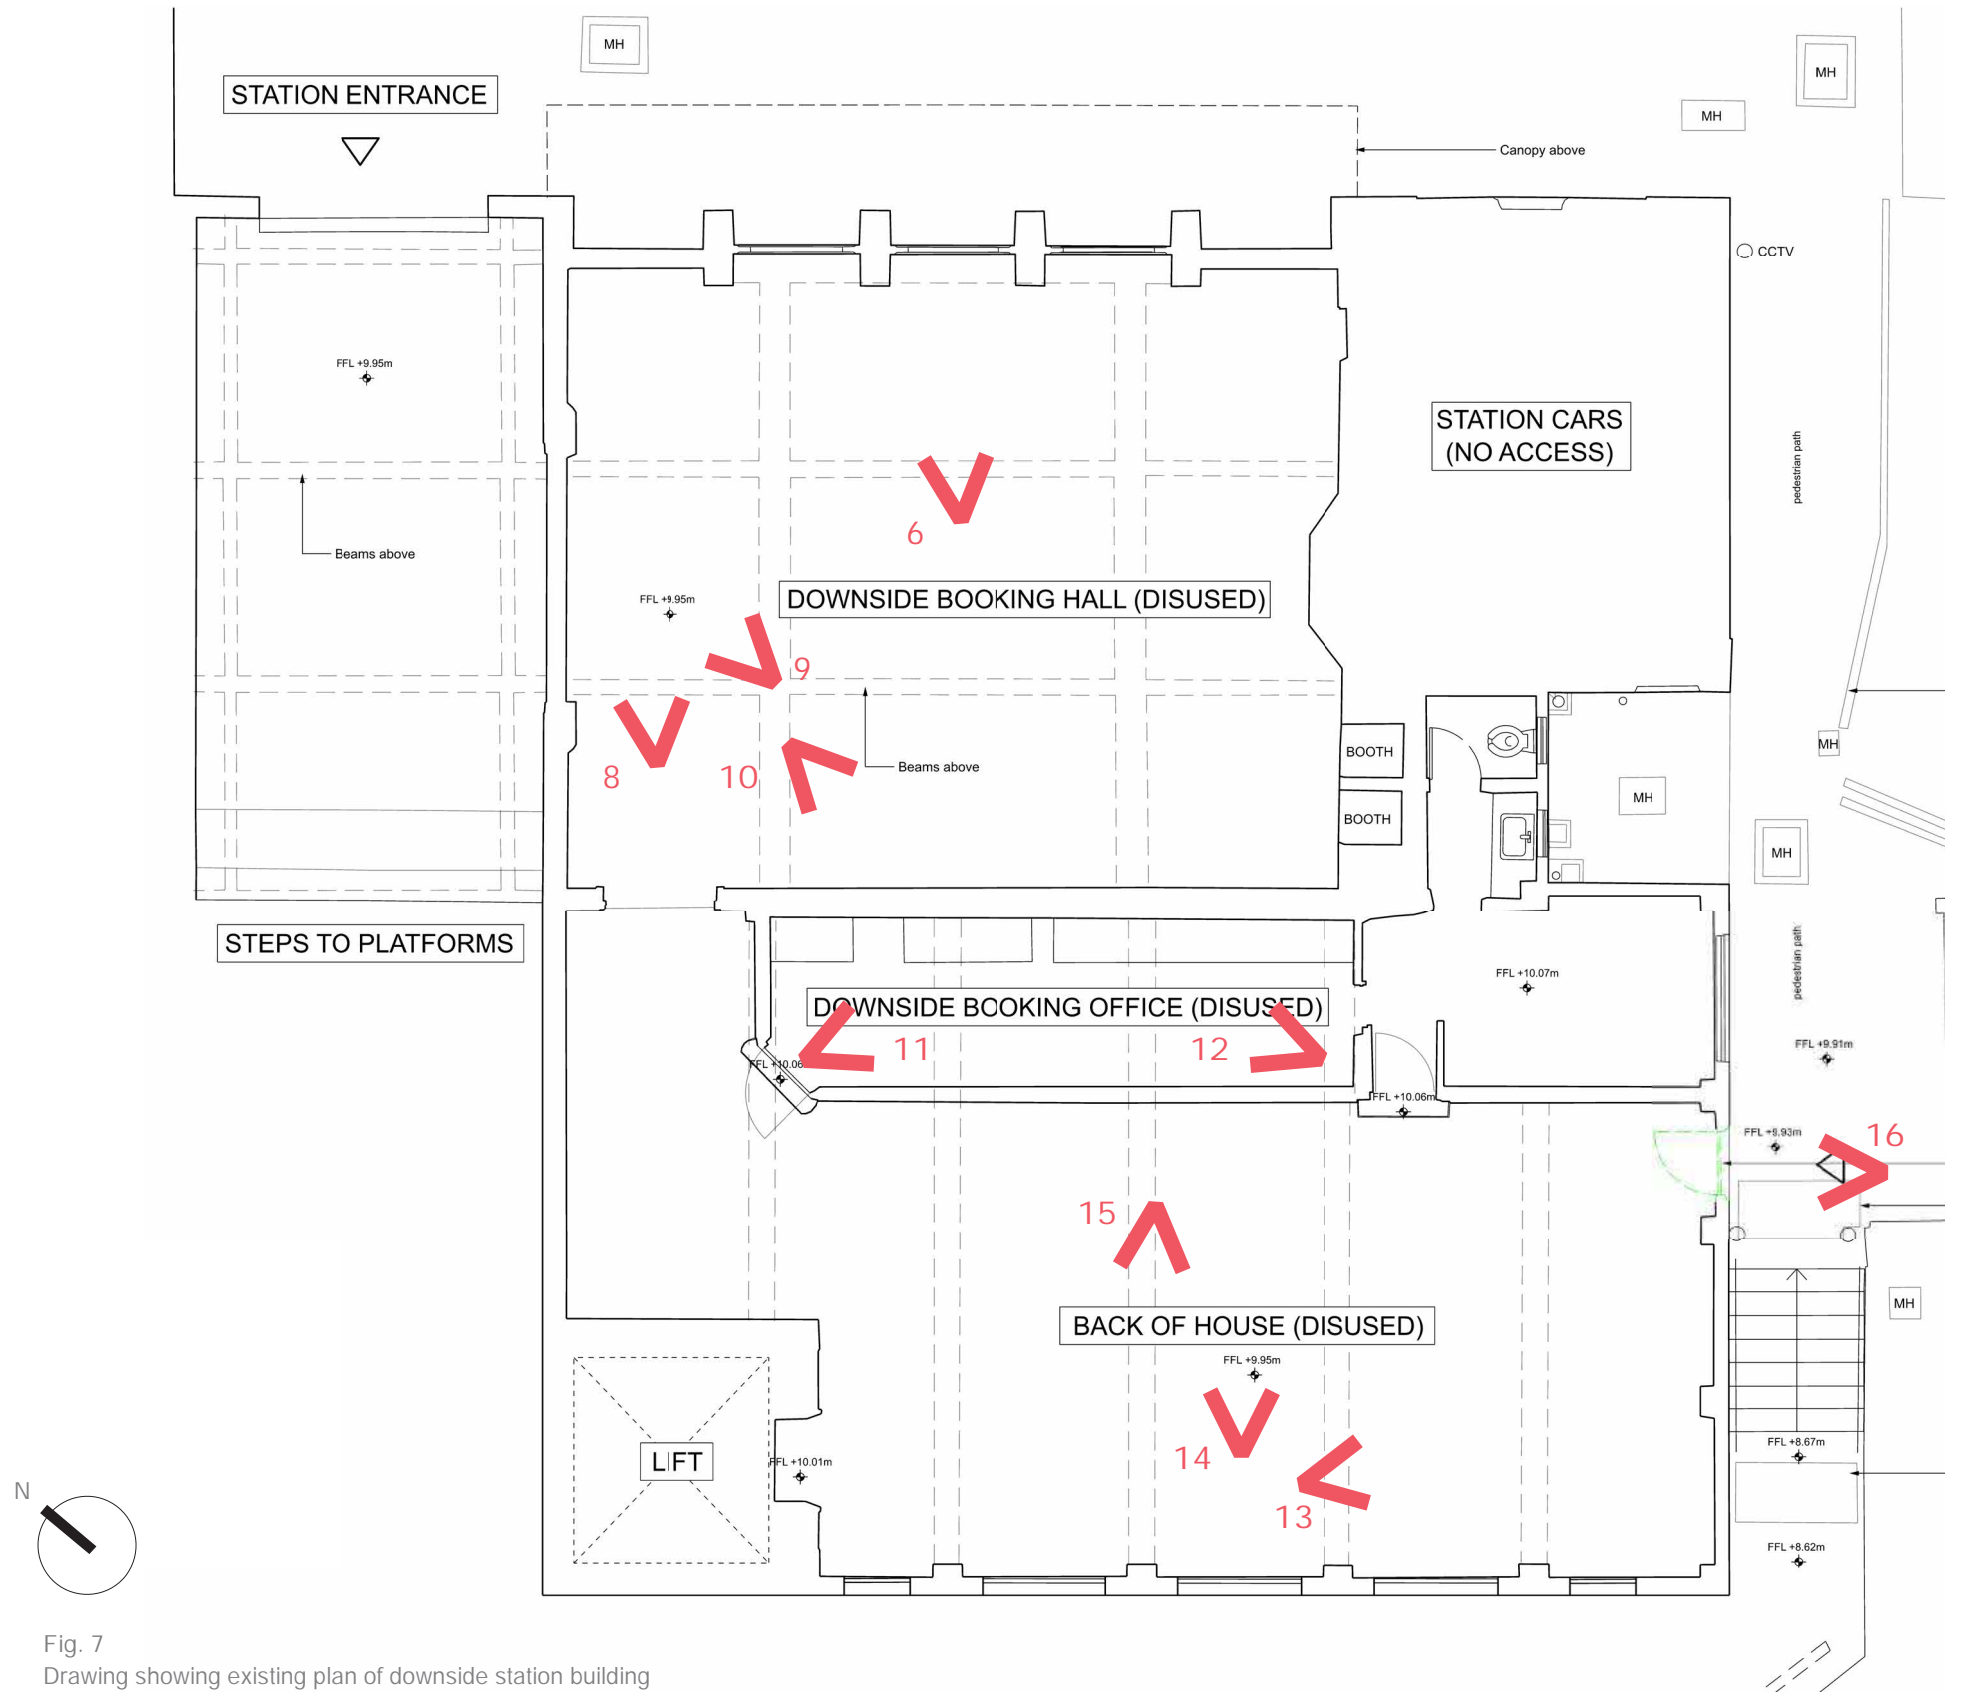 MH
MH
STATION ENTRANCE
MH
Canopy above
CCTV
FFL +9.95m
STATION CARS
(NO ACCESS)
pedestrian path
6
Beams above
FFL +9.95m
DOWNSIDE BOOKING HALL (DISUSED)
9
8
10
Beams above
BOOTH
MH
MH
BOOTH
MH
STEPS TO PLATFORMS
pedestrian path
FFL +10.07m
DOWNSIDE BOOKING OFFICE (DISUSED)
11
12
FFL +9.91m
FFL +10.06
FFL +10.06m
FFL +9.93m
16
15
MH
BACK OF HOUSE (DISUSED)
FFL +9.95m
14
LIFT
FFL +10.01m
FFL +8.67m
13
N
FFL +8.62m
Fig. 7
Drawing showing existing plan of downside station building